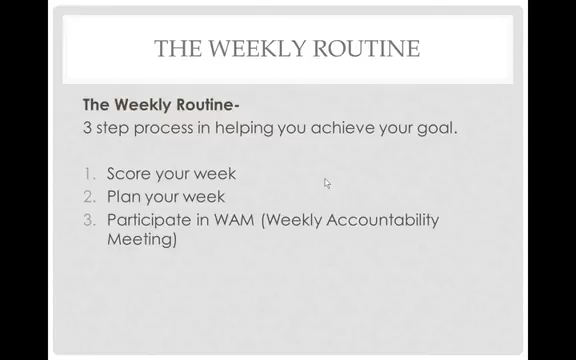 THE WEEKLY ROUTINE
The Weekly Routine-
3 step process in helping you achieve your goal.
1. Score your week
2. Plan your week
3. Participate in WAM (Weekly Accountability
Meeting)